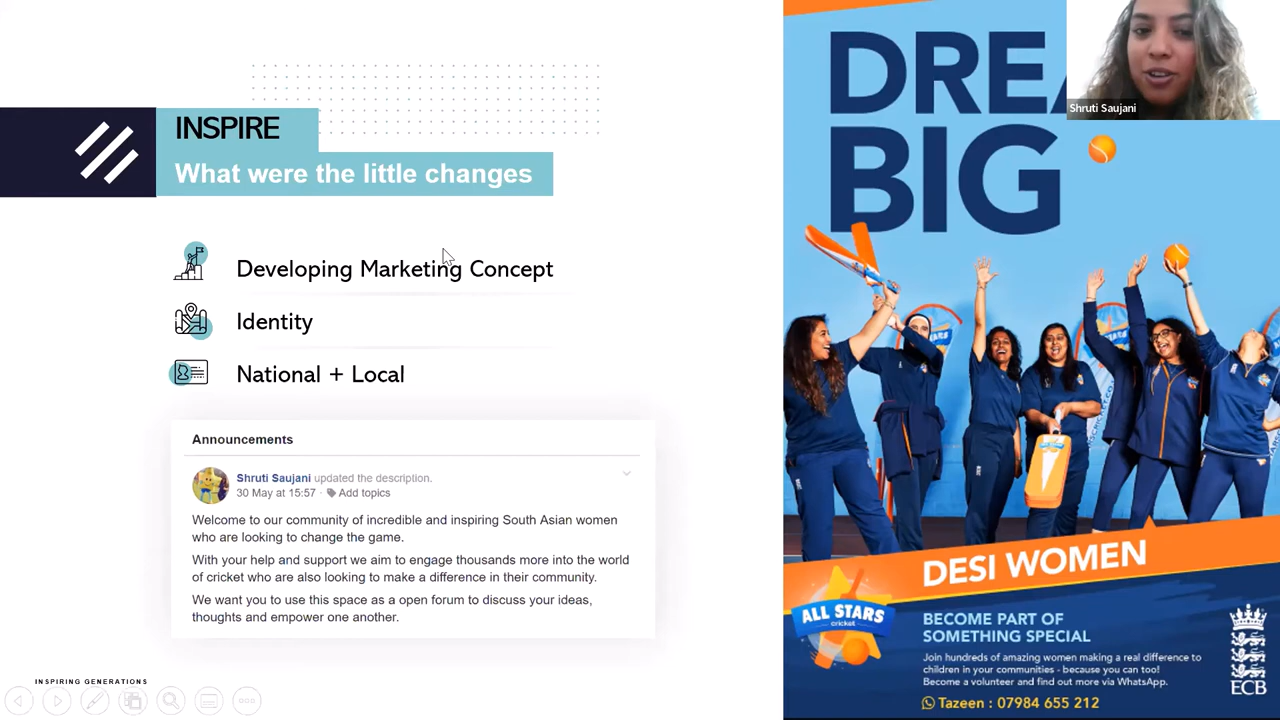 INSPIRE
What were the little changes
Developing Marketing Concept
Identity
National + Local
Announcements
Shruti Saujani updated the description.
30 May at 15:57 · Add topics
Welcome to our community of incredible and inspiring South Asian women
who are looking to change the game.
With your help and support we aim to engage thousands more into the world
of cricket who are also looking to make a difference in their community.
We want you to use this space as a open forum to discuss your ideas,
thoughts and empower one another.
INSPIRING GENERATIONS
DREA
BIG
Shruti Saujani
DESI WOMEN
ALL STARS
cricket
BECOME PART OF
SOMETHING SPECIAL
Join hundreds of amazing women making a real difference to
children in your communities - because you can too!
Become a volunteer and find out more via WhatsApp.
Tazeen : 07984 655 212
ECB